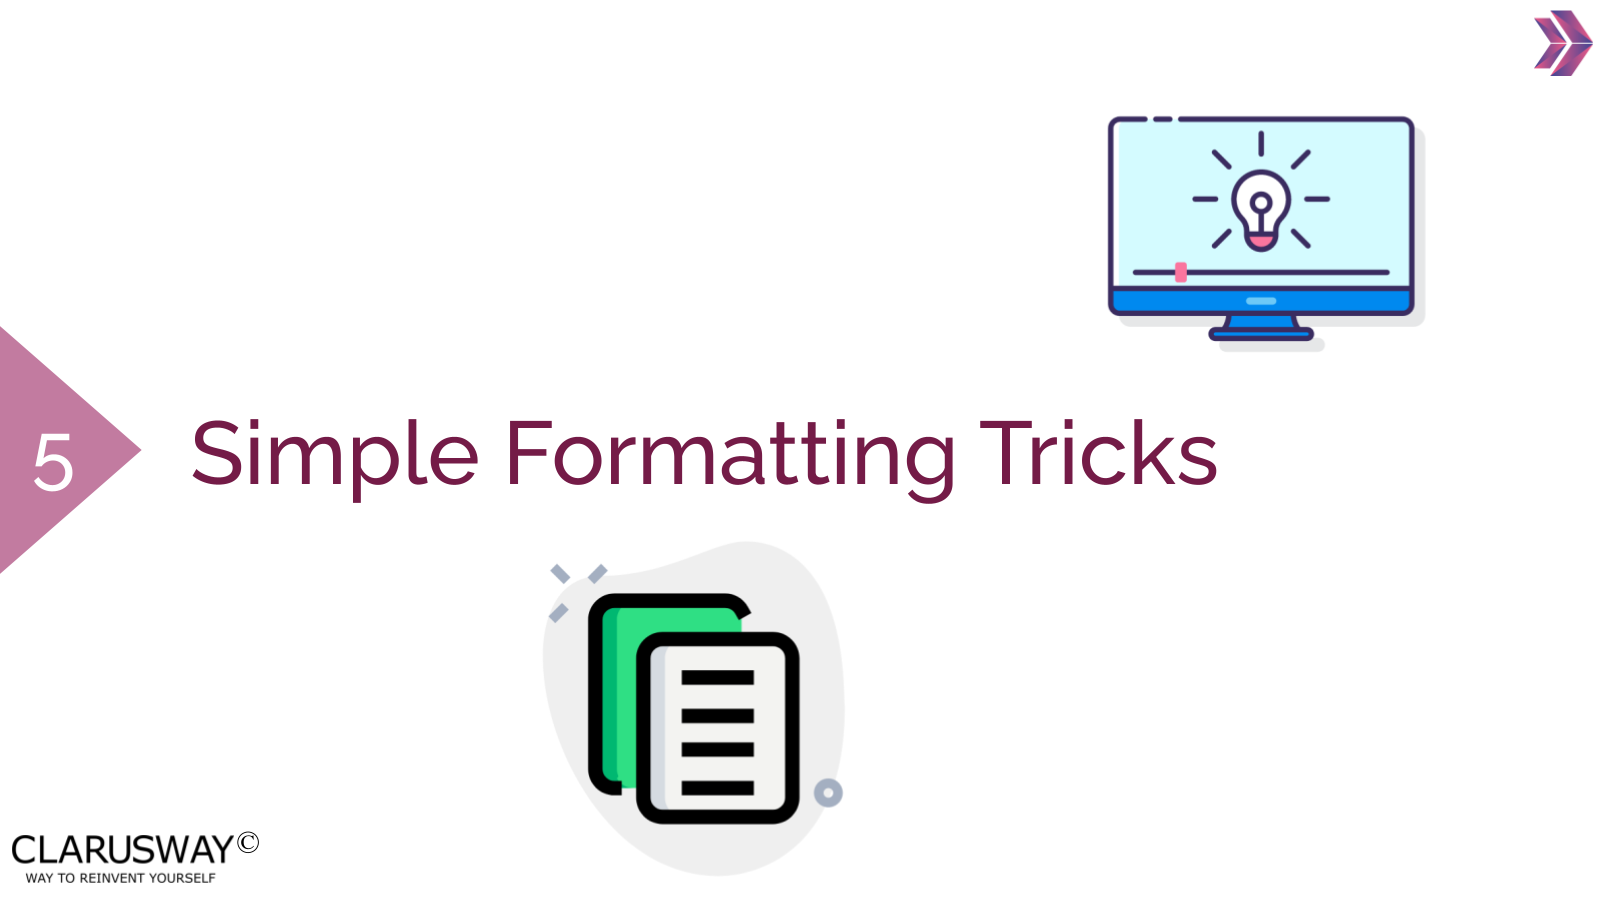 5
Simple Formatting Tricks
CLARUSWAY©
WAY TO REINVENT YOURSELF